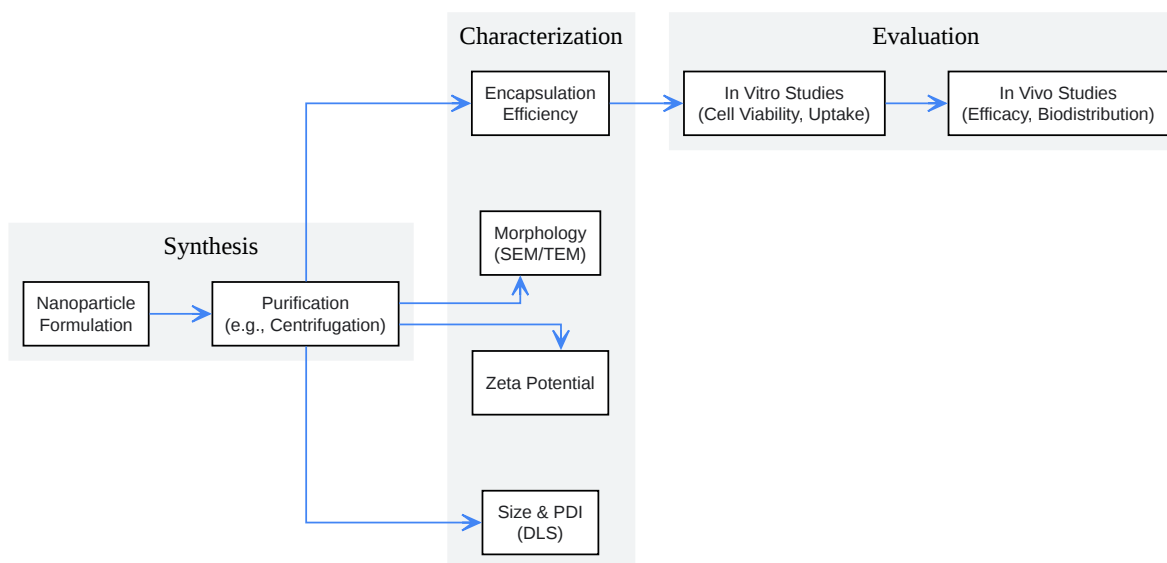 Characterization
Evaluation
Encapsulation
Efficiency
In Vitro Studies
(Cell Viability, Uptake)
In Vivo Studies
(Efficacy, Biodistribution)
Synthesis
Morphology
(SEM/TEM)
Nanoparticle
Formulation
Purification
(e.g., Centrifugation)
Zeta Potential
Size & PDI
(DLS)